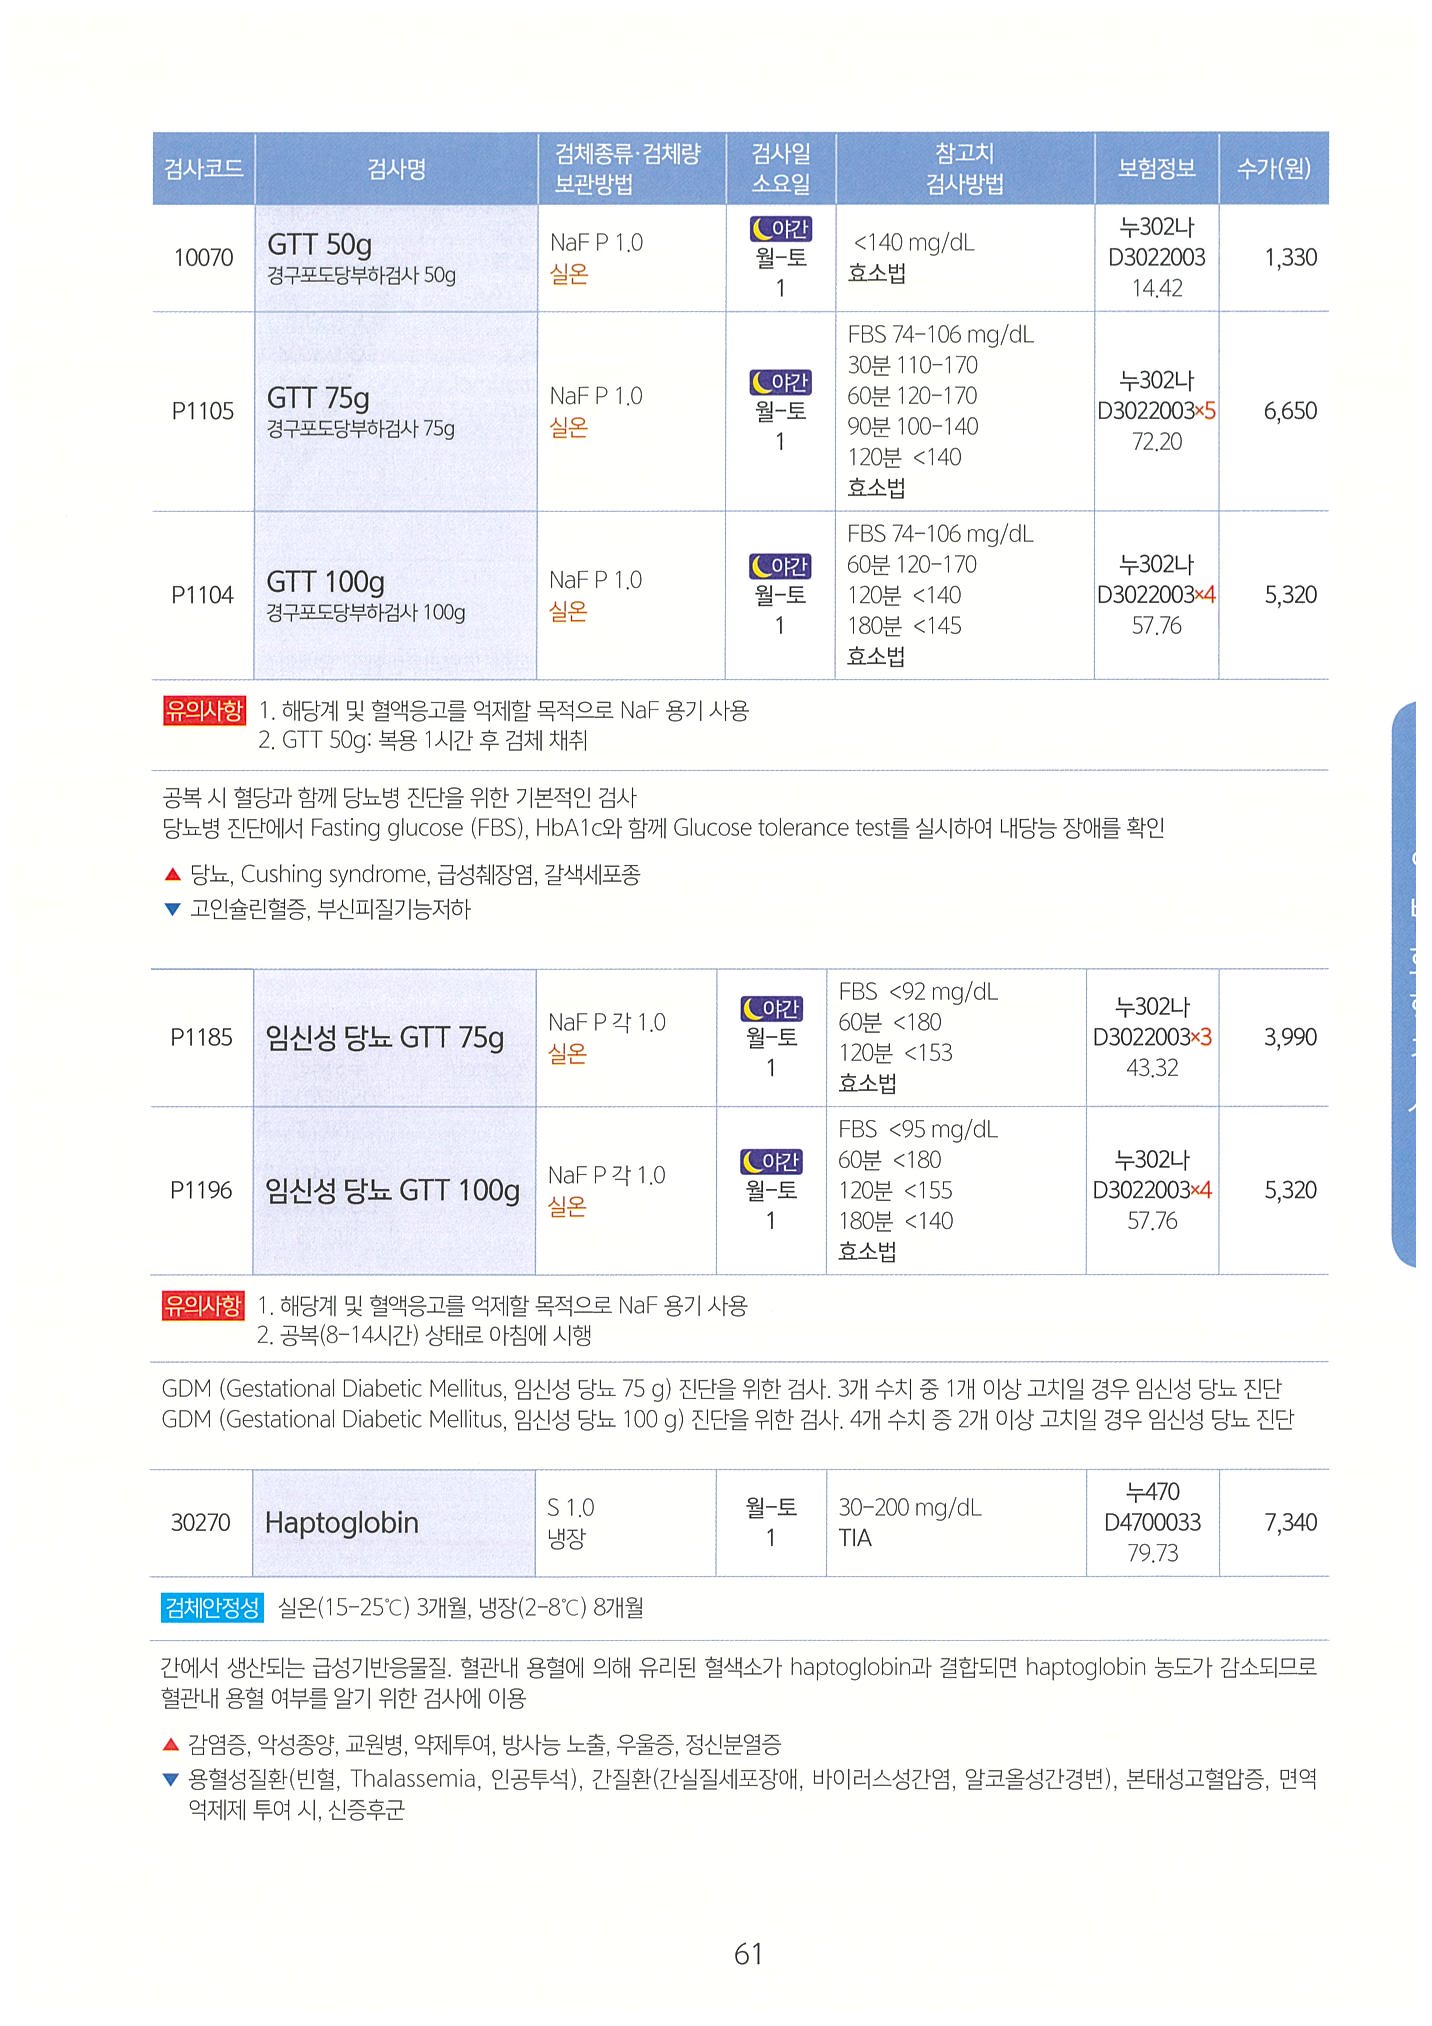 검사코드 검사명 검체종류·검체량 보관방법 검사일 소요일 참고치 검사방법 보험정보 수가(원)
10070 GTT 50g NaF P 1.0 야간 <140 mg/dL 누302나 1,330
경구포도당부하검사 50g 실온 월-토 효소법 D3022003
1 14.42
FBS 74-106 mg/dL
30분 110-170
P1105 GTT 75g NaF P 1.0 야간 60분 120-170 누302나 6,650
경구포도당부하검사 75g 실온 월-토 90분 100-140 D3022003×5
1 120분 <140 72.20
효소법
FBS 74-106 mg/dL
P1104 GTT 100g NaF P 1.0 야간 60분 120-170 누302나 5,320
경구포도당부하검사 100g 실온 월-토 120분 <140 D3022003×4
1 180분 <145 57.76
효소법
유의사항 1. 해당계 및 혈액응고를 억제할 목적으로 NaF 용기 사용
2. GTT 50g: 복용 1시간 후 검체 채취
공복 시 혈당과 함께 당뇨병 진단을 위한 기본적인 검사
당뇨병 진단에서 Fasting glucose (FBS), HbA1c와 함께 Glucose tolerance test를 실시하여 내당능 장애를 확인
▲ 당뇨, Cushing syndrome, 급성췌장염, 갈색세포종
▼ 고인슐린혈증, 부신피질기능저하
FBS <92 mg/dL
P1185 임신성 당뇨 GTT 75g NaF P 각 1.0 야간 60분 <180 누302나 3,990
실온 월-토 120분 <153 D3022003×3
1 효소법 43.32
FBS <95 mg/dL
P1196 임신성 당뇨 GTT 100g NaF P 각 1.0 야간 60분 <180 누302나 5,320
실온 월-토 120분 <155 D3022003×4
1 180분 <140 57.76
효소법
유의사항 1. 해당계 및 혈액응고를 억제할 목적으로 NaF 용기 사용
2. 공복(8-14시간) 상태로 아침에 시행
GDM (Gestational Diabetic Mellitus, 임신성 당뇨 75 g) 진단을 위한 검사. 3개 수치 중 1개 이상 고치일 경우 임신성 당뇨 진단
GDM (Gestational Diabetic Mellitus, 임신성 당뇨 100 g) 진단을 위한 검사. 4개 수치 중 2개 이상 고치일 경우 임신성 당뇨 진단
30270 Haptoglobin S 1.0 월-토 30-200 mg/dL 누470 7,340
냉장 1 TIA D4700033
79.73
검체안정성 실온(15-25℃) 3개월, 냉장(2-8℃) 8개월
간에서 생산되는 급성기반응물질. 혈관내 용혈에 의해 유리된 혈색소가 haptoglobin과 결합되면 haptoglobin 농도가 감소되므로
혈관내 용혈 여부를 알기 위한 검사에 이용
▲ 감염증, 악성종양, 교원병, 약제투여, 방사능 노출, 우울증, 정신분열증
▼ 용혈성질환(빈혈, Thalassemia, 인공투석), 간질환(간실질세포장애, 바이러스성간염, 알코올성간경변), 본태성고혈압증, 면역
억제제 투여 시, 신증후군
61